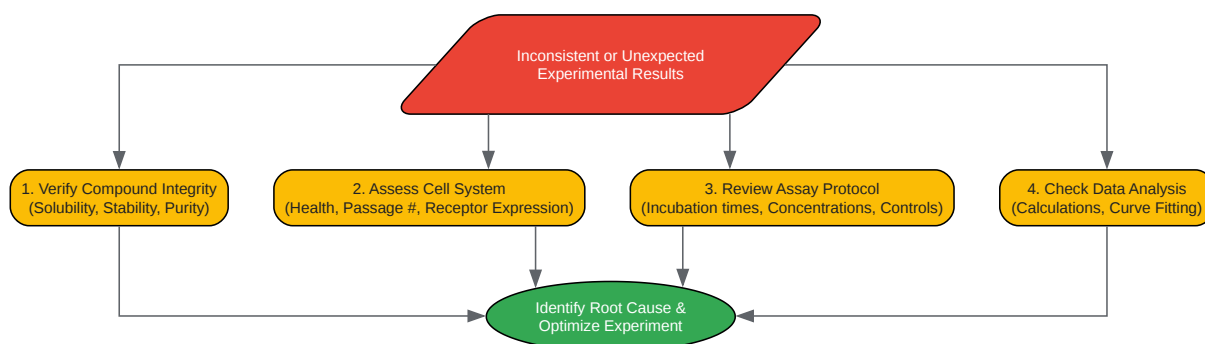 Inconsistent or Unexpected
Experimental Results
1. Verify Compound Integrity
(Solubility, Stability, Purity)
2. Assess Cell System
(Health, Passage #, Receptor Expression)
3. Review Assay Protocol
(Incubation times, Concentrations, Controls)
4. Check Data Analysis
(Calculations, Curve Fitting)
Identify Root Cause &
Optimize Experiment